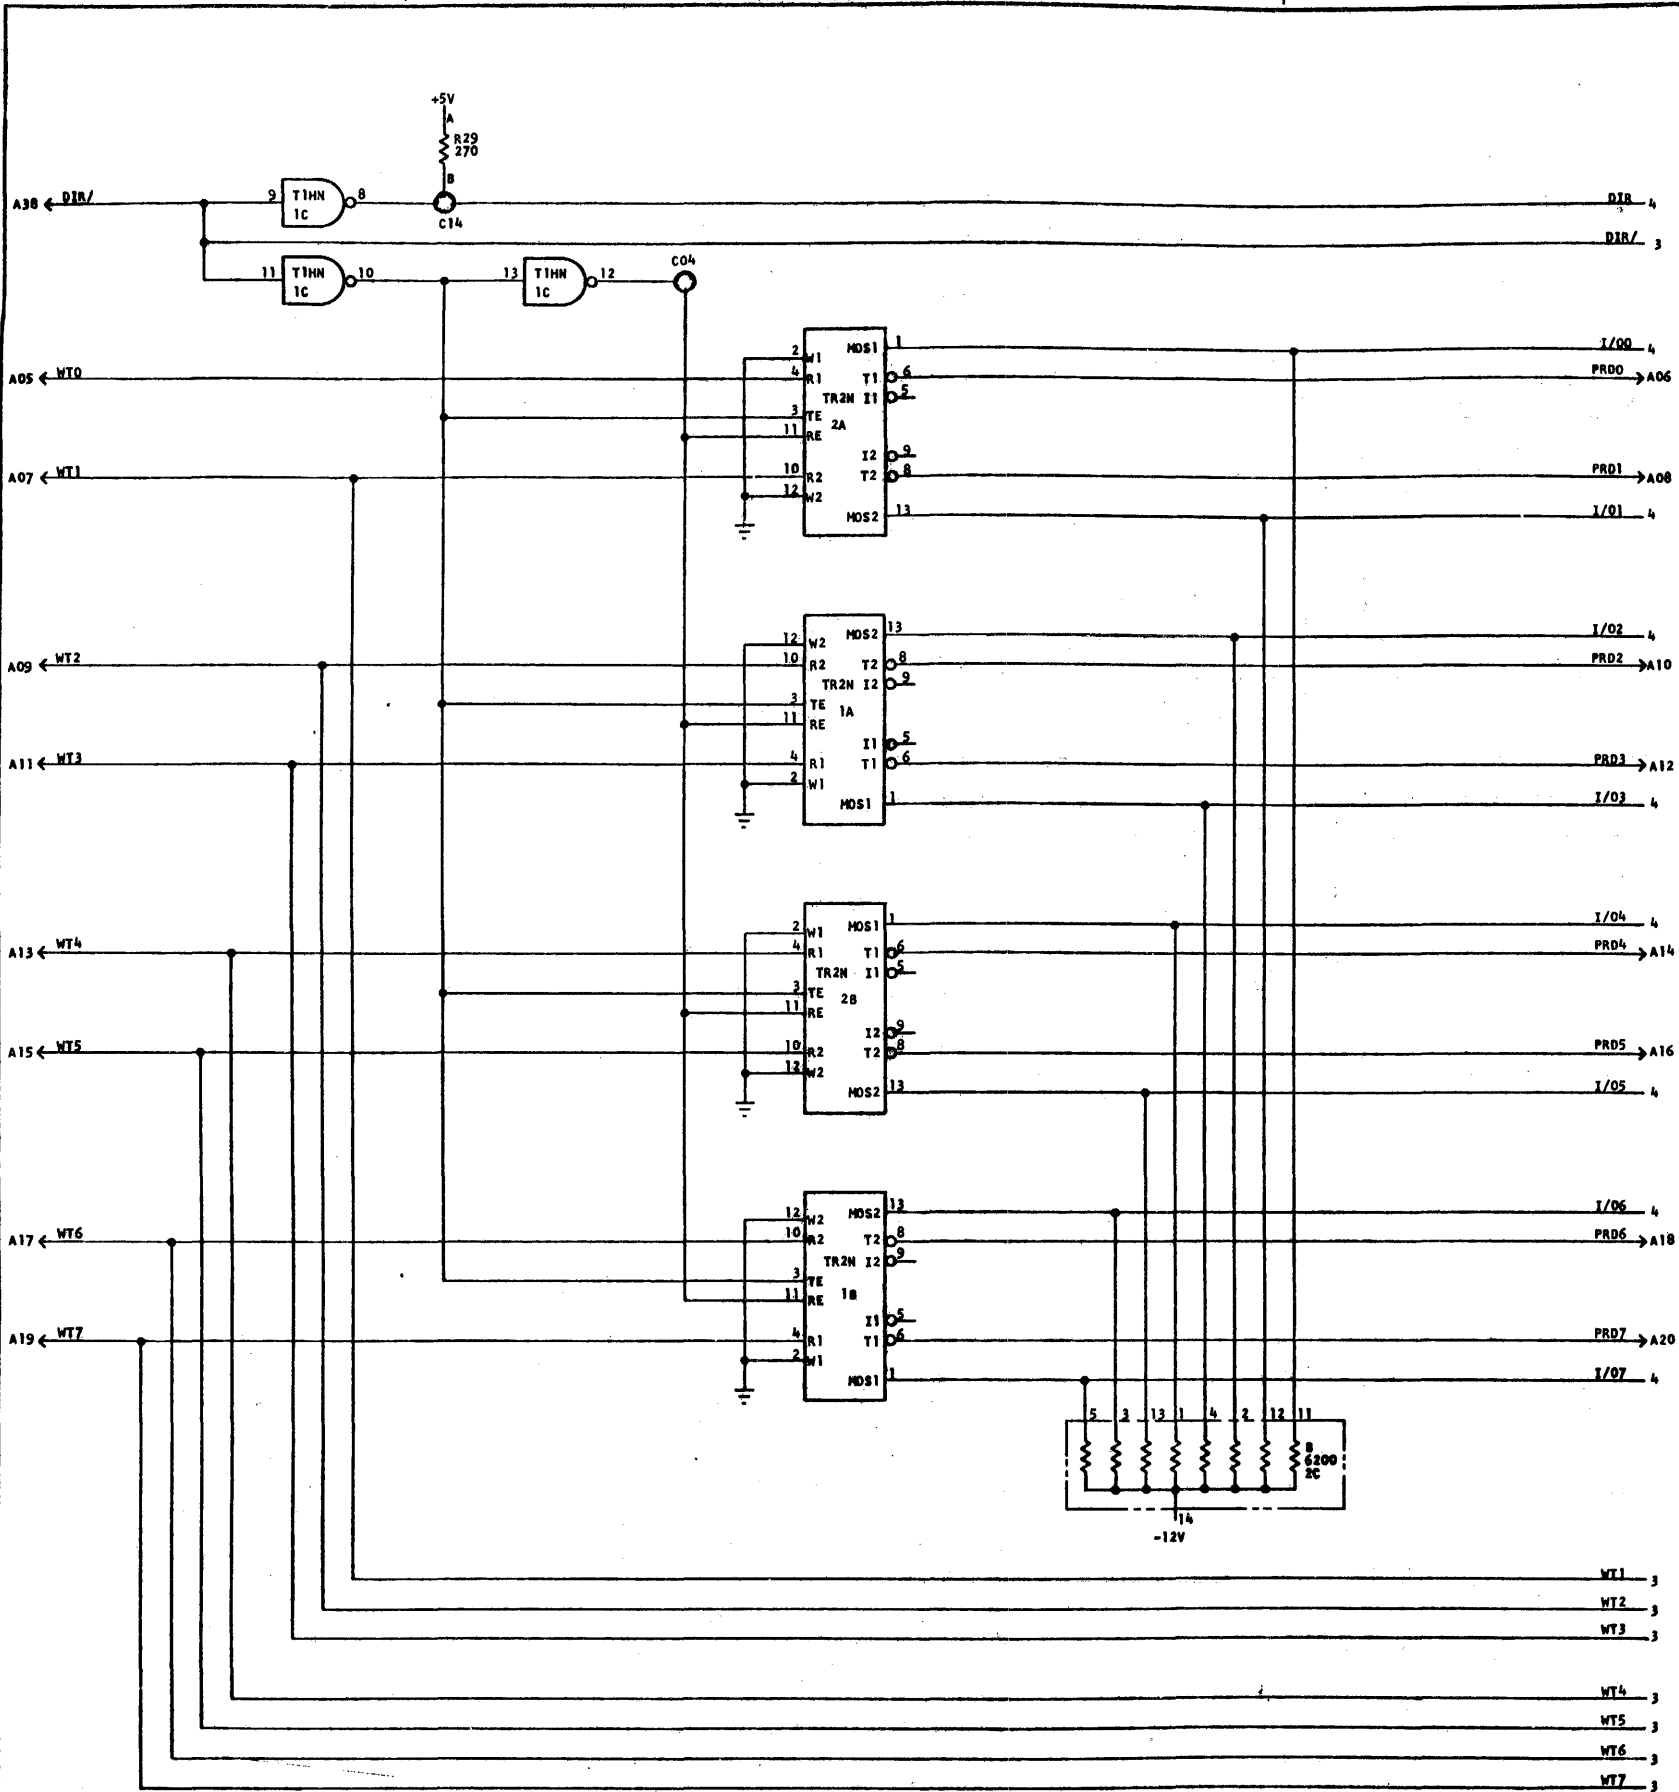 +5V
A
R29
270
B
A38 DIR/ 9 T1HN 8 DIR 4
1C C14
DIR/ 3
11 T1HN 10 13 T1HN 12 C04
1C 1C
2 W1 MOS1 1 I/00 4
A05 WT0 4 R1 T1 6 PRD0 A06
TR2N I1 5
3 TE
2A
11 RE
I2 9
A07 WT1 10 R2 T2 8 PRD1 A08
12 W2
MOS2 13 I/01 4
12 W2 MOS2 13 I/02 4
A09 WT2 10 R2 T2 8 PRD2 A10
TR2N I2 9
3 TE
1A
11 RE
I1 5
A11 WT3 4 R1 T1 6 PRD3 A12
2 W1
MOS1 1 I/03 4
2 W1 MOS1 1 I/04 4
A13 WT4 4 R1 T1 6 PRD4 A14
TR2N I1 5
3 TE
2B
11 RE
I2 9
A15 WT5 10 R2 T2 8 PRD5 A16
12 W2
MOS2 13 I/05 4
12 W2 MOS2 13 I/06 4
A17 WT6 10 R2 T2 8 PRD6 A18
TR2N I2 9
3 TE
1B
11 RE
I1 5
A19 WT7 4 R1 T1 6 PRD7 A20
2 W1
MOS1 1 I/07 4
5 3 13 1 4 2 12 11
B
6200
2C
14
-12V
WT1 3
WT2 3
WT3 3
WT4 3
WT5 3
WT6 3
WT7 3